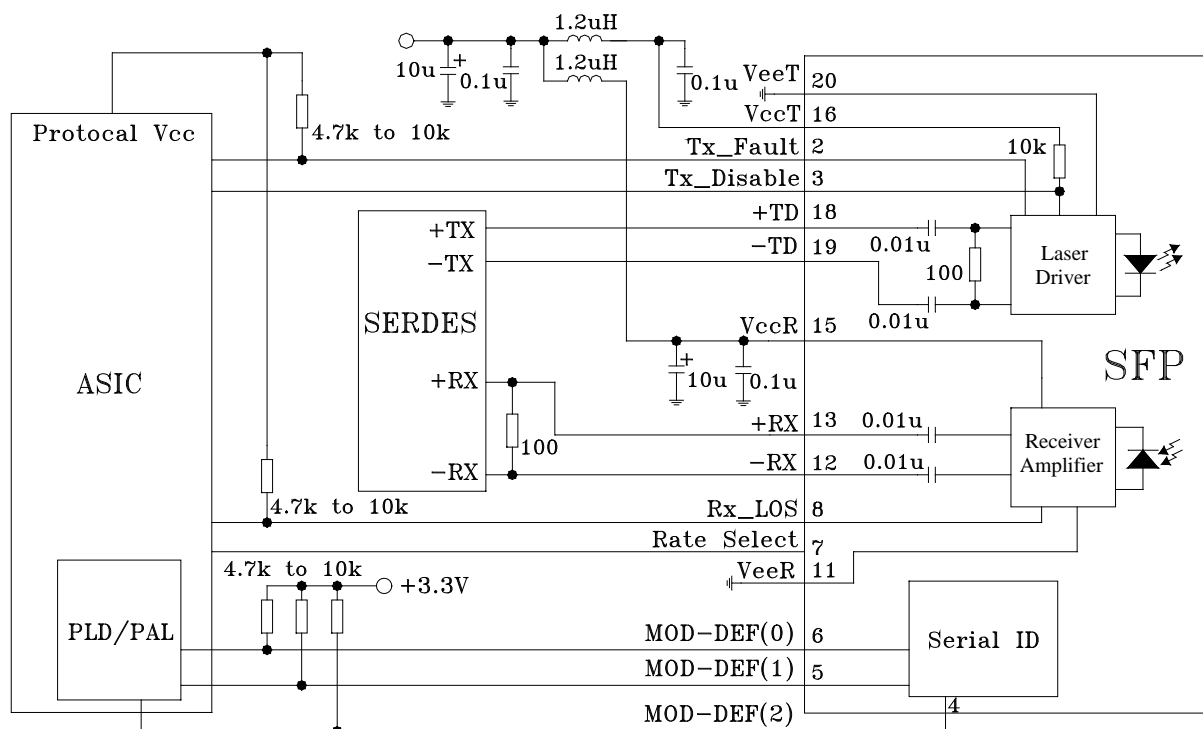 1.2uH
10u
+
0.1u
1.2uH
0.1u
VeeT 20
VccT 16
Protocal Vcc
4.7k to 10k
Tx_Fault 2
10k
Tx_Disable 3
+TD 18
+TX
0.01u
-TD 19
-TX
100
Laser
Driver
0.01u
SERDES
VccR 15
SFP
ASIC
+
10u
0.1u
+RX
+RX 13
0.01u
100
Receiver
Amplifier
-RX 12
0.01u
-RX
4.7k to 10k
Rx_LOS 8
Rate Select 7
4.7k to 10k
VeeR 11
+3.3V
PLD/PAL
MOD-DEF(0) 6
Serial ID
MOD-DEF(1) 5
MOD-DEF(2) 4